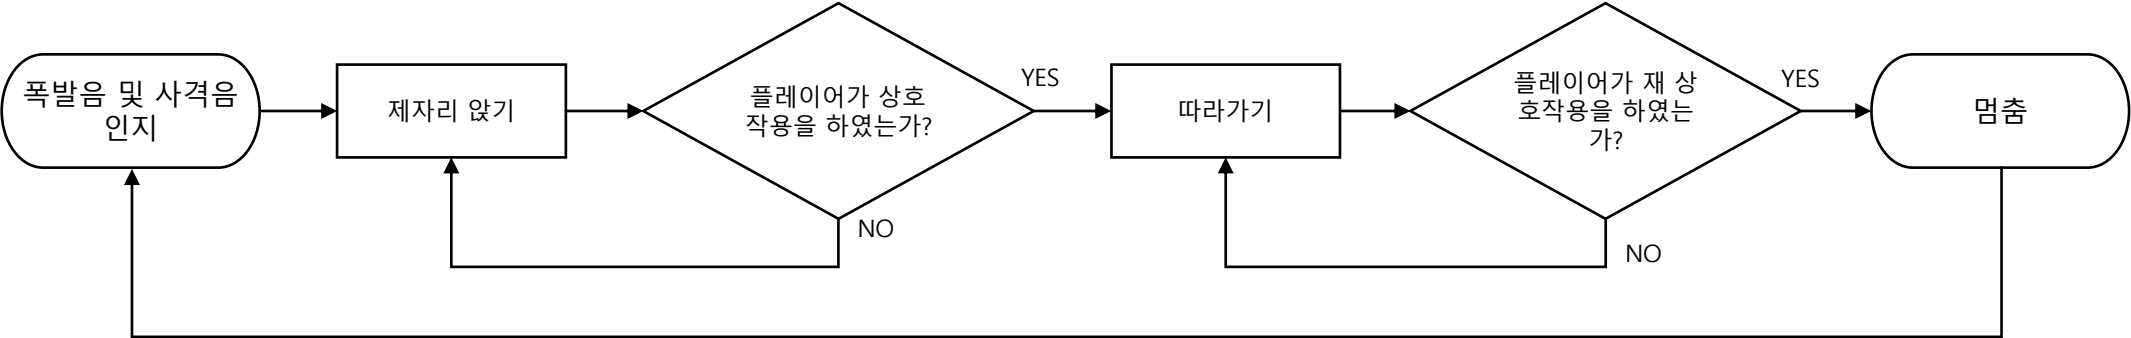 폭발음 및 사격음
인지
제자리 앉기
플레이어가 상호
작용을 하였는가?
YES
NO
따라가기
플레이어가 재 상
호작용을 하였는
가?
YES
NO
멈춤